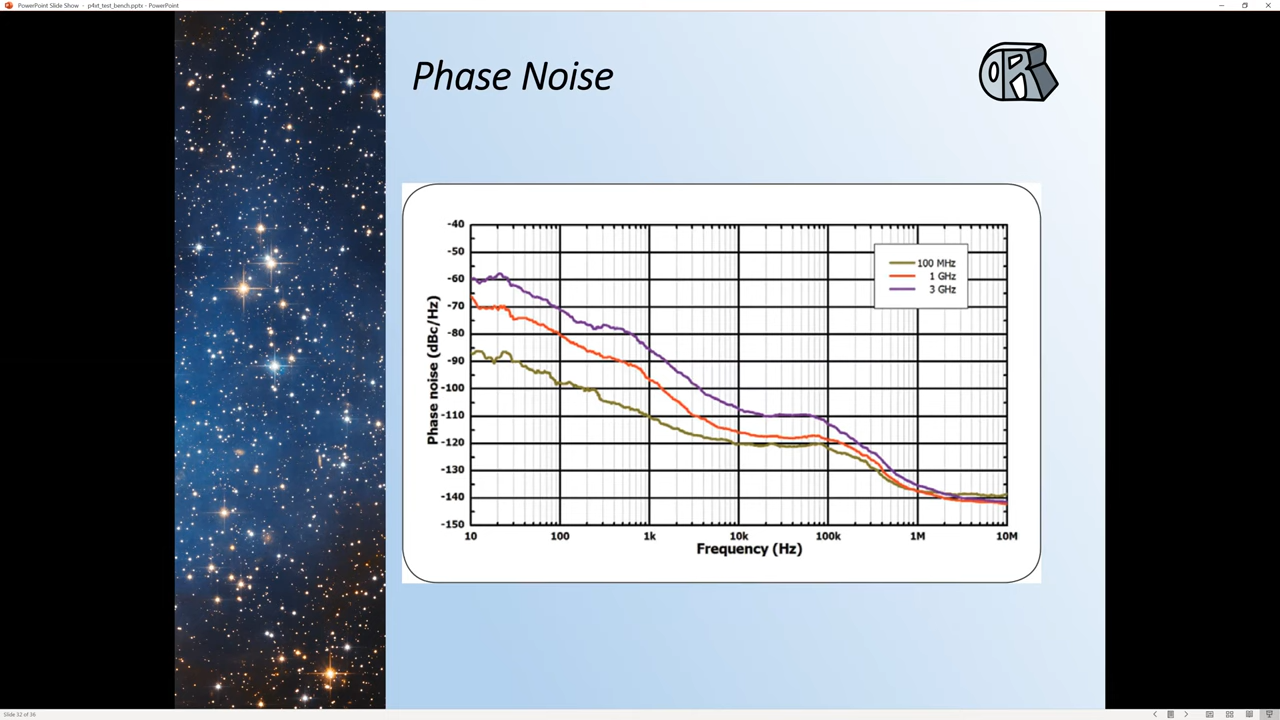 PowerPoint Slide Show - p4st_test_bench.pptx - PowerPoint
Phase Noise
ORI
-40
-50
-60
-70
-80
-90
-100
-110
-120
-130
-140
-150
Phase noise (dBc/Hz)
100 MHz
1 GHz
3 GHz
10 100 1k 10k 100k 1M 10M
Frequency (Hz)
Slide 32 of 36